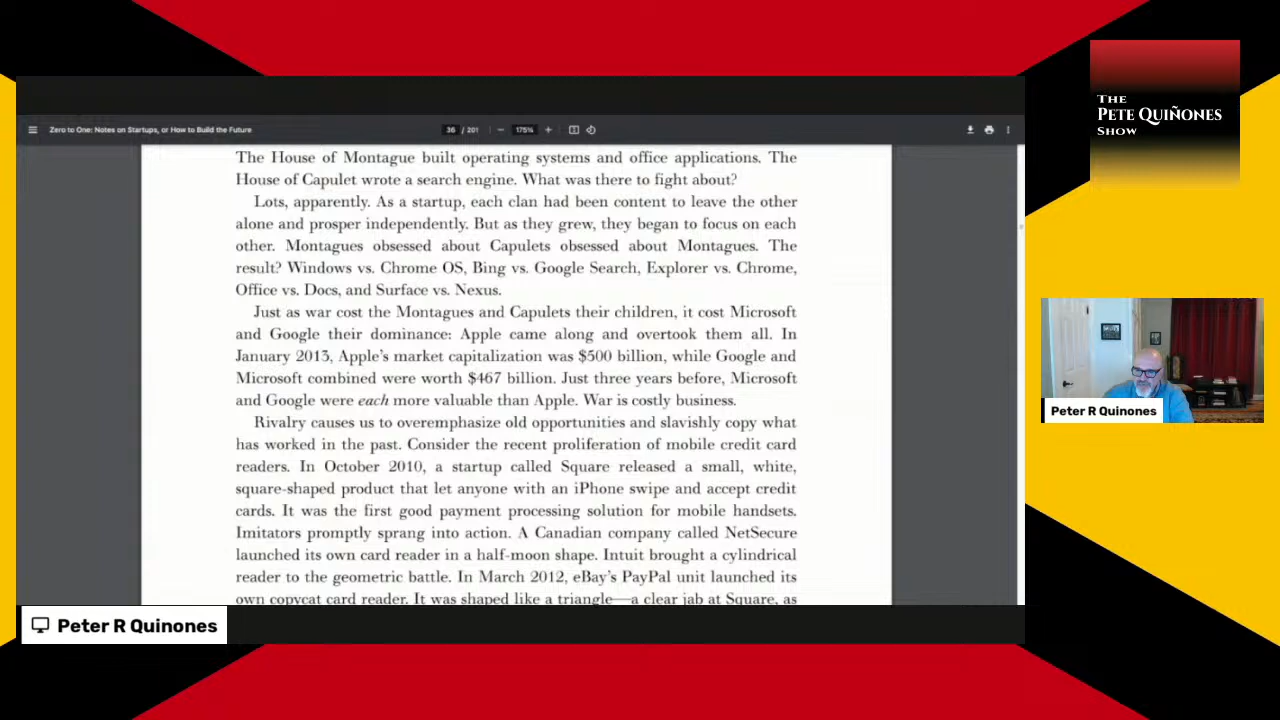 Zero to One: Notes on Startups, or How to Build the Future
36 / 201
175%
The House of Montague built operating systems and office applications. The
House of Capulet wrote a search engine. What was there to fight about?
Lots, apparently. As a startup, each clan had been content to leave the other
alone and prosper independently. But as they grew, they began to focus on each
other. Montagues obsessed about Capulets obsessed about Montagues. The
result? Windows vs. Chrome OS, Bing vs. Google Search, Explorer vs. Chrome,
Office vs. Docs, and Surface vs. Nexus.
Just as war cost the Montagues and Capulets their children, it cost Microsoft
and Google their dominance: Apple came along and overtook them all. In
January 2013, Apple's market capitalization was $500 billion, while Google and
Microsoft combined were worth $467 billion. Just three years before, Microsoft
and Google were each more valuable than Apple. War is costly business.
Rivalry causes us to overemphasize old opportunities and slavishly copy what
has worked in the past. Consider the recent proliferation of mobile credit card
readers. In October 2010, a startup called Square released a small, white,
square-shaped product that let anyone with an iPhone swipe and accept credit
cards. It was the first good payment processing solution for mobile handsets.
Imitators promptly sprang into action. A Canadian company called NetSecure
launched its own card reader in a half-moon shape. Intuit brought a cylindrical
reader to the geometric battle. In March 2012, eBay's PayPal unit launched its
own copycat card reader. It was shaped like a triangle—a clear jab at Square, as
Peter R Quinones
THE
PETE QUIÑONES
SHOW
Peter R Quinones